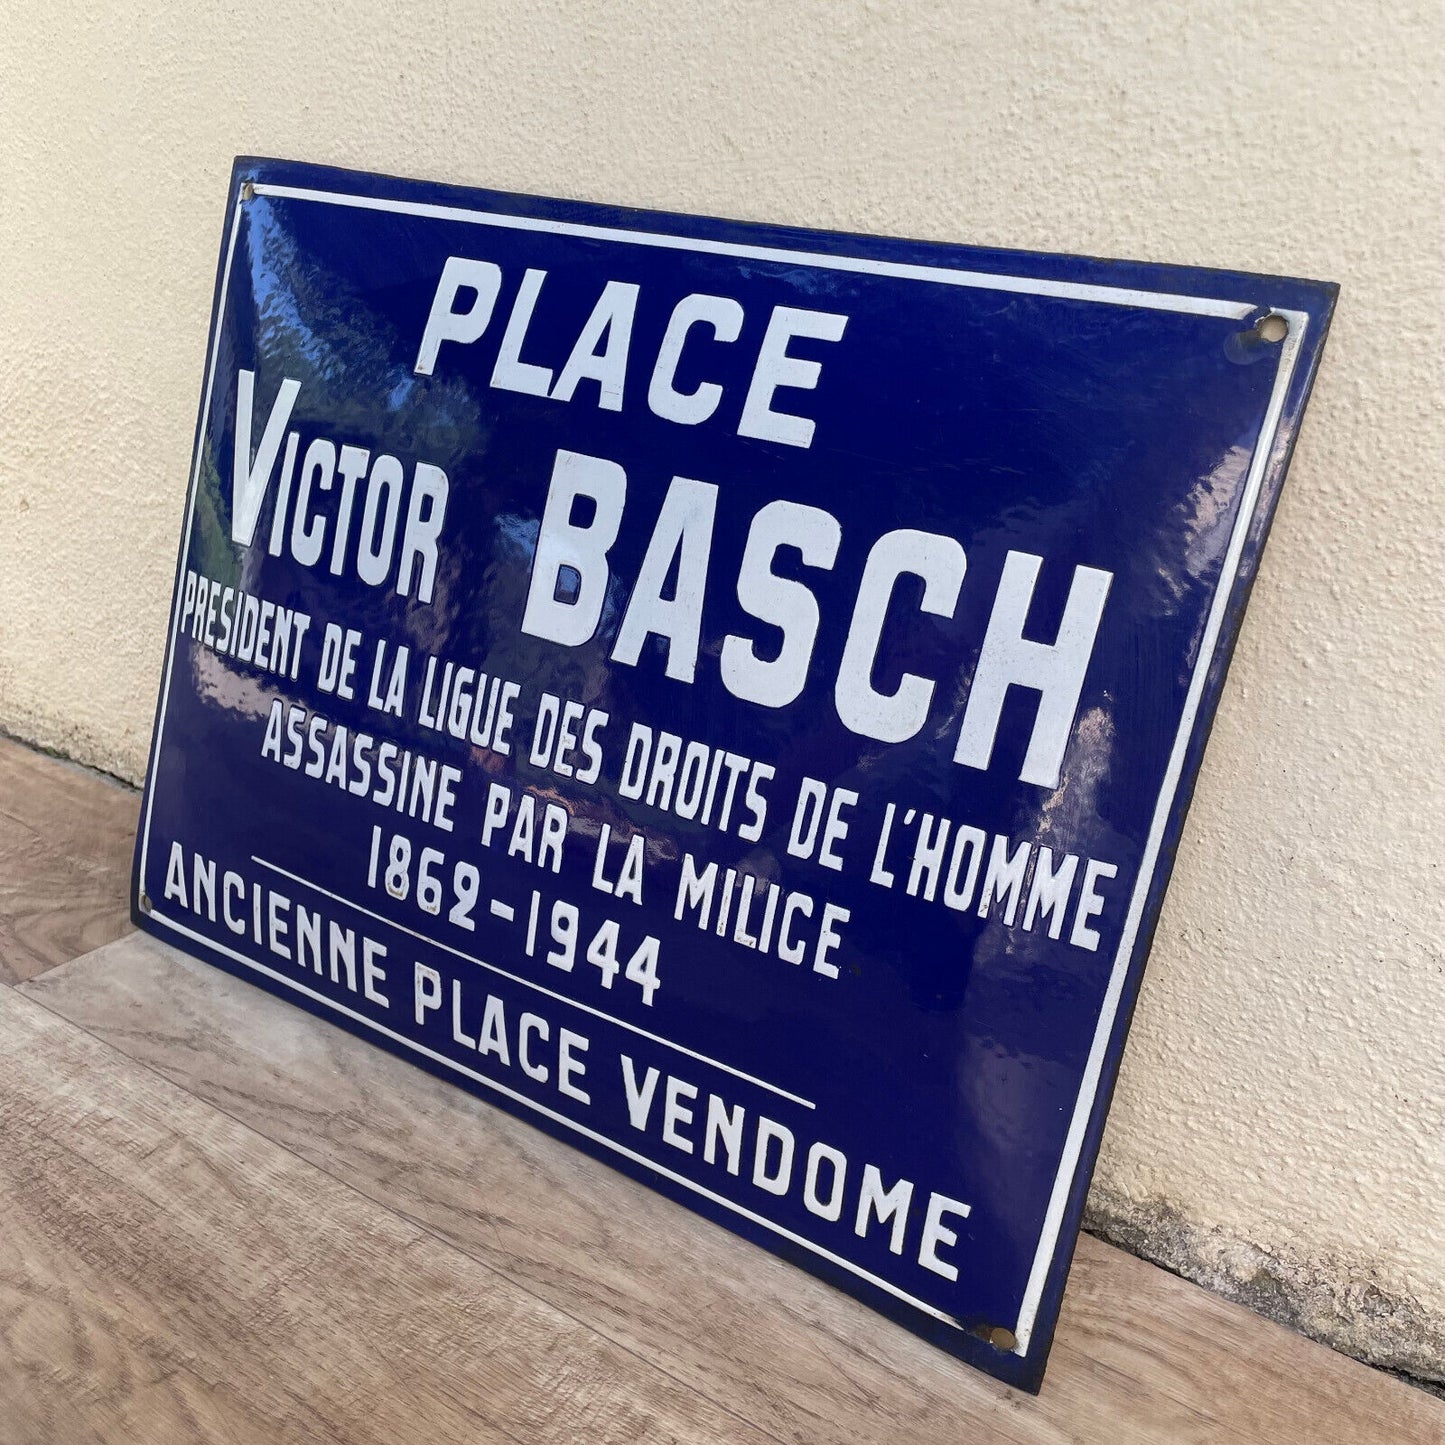 PLACE
VICTOR BASCH
PRESIDENT DE LA LIGUE DES DROITS DE L'HOMME
ASSASSINE PAR LA MILICE
1862-1944
ANCIENNE PLACE VENDOME